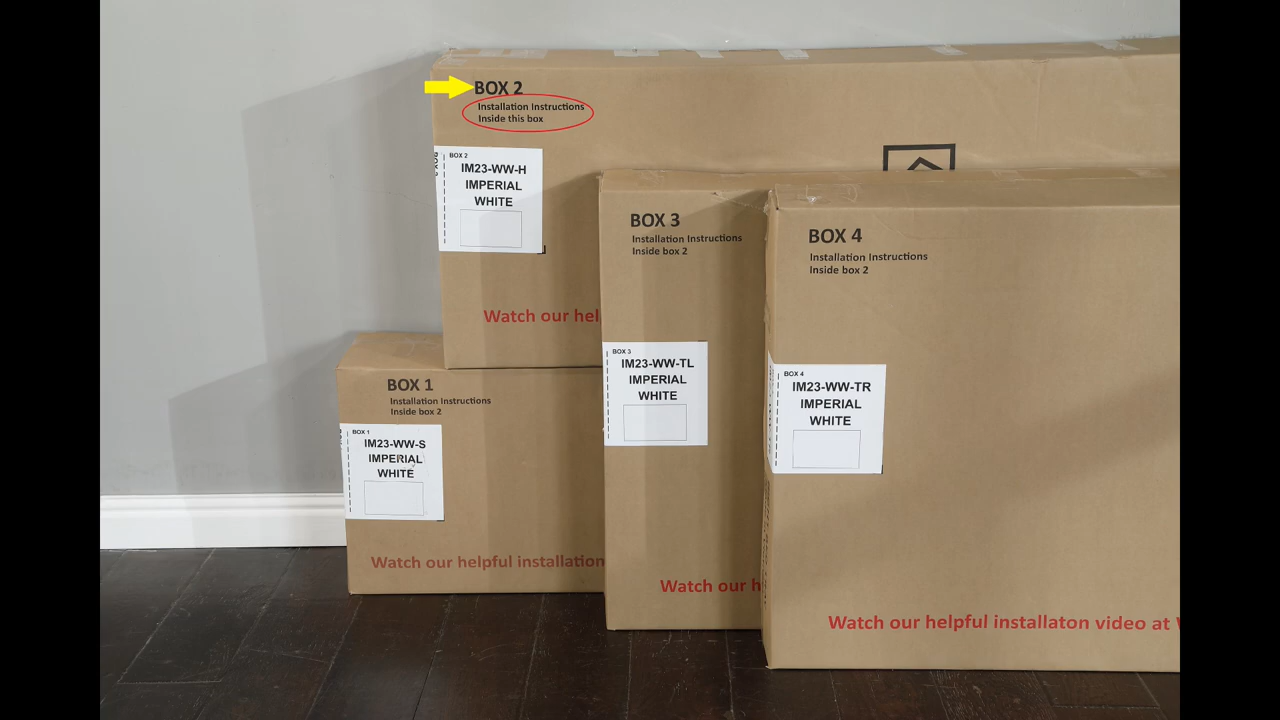 BOX 2
Installation Instructions
Inside this box
BOX 2
IM23-WW-H
IMPERIAL
WHITE
Watch our
BOX 3
Installation Instructions
Inside box 2
BOX 3
IM23-WW-TL
IMPERIAL
WHITE
Watch our
BOX 4
Installation Instructions
Inside box 2
BOX 4
IM23-WW-TR
IMPERIAL
WHITE
Watch our helpful installaton video at
BOX 1
Installation Instructions
Inside box 2
BOX 1
IM23-WW-S
IMPERIAL
WHITE
Watch our helpful installation